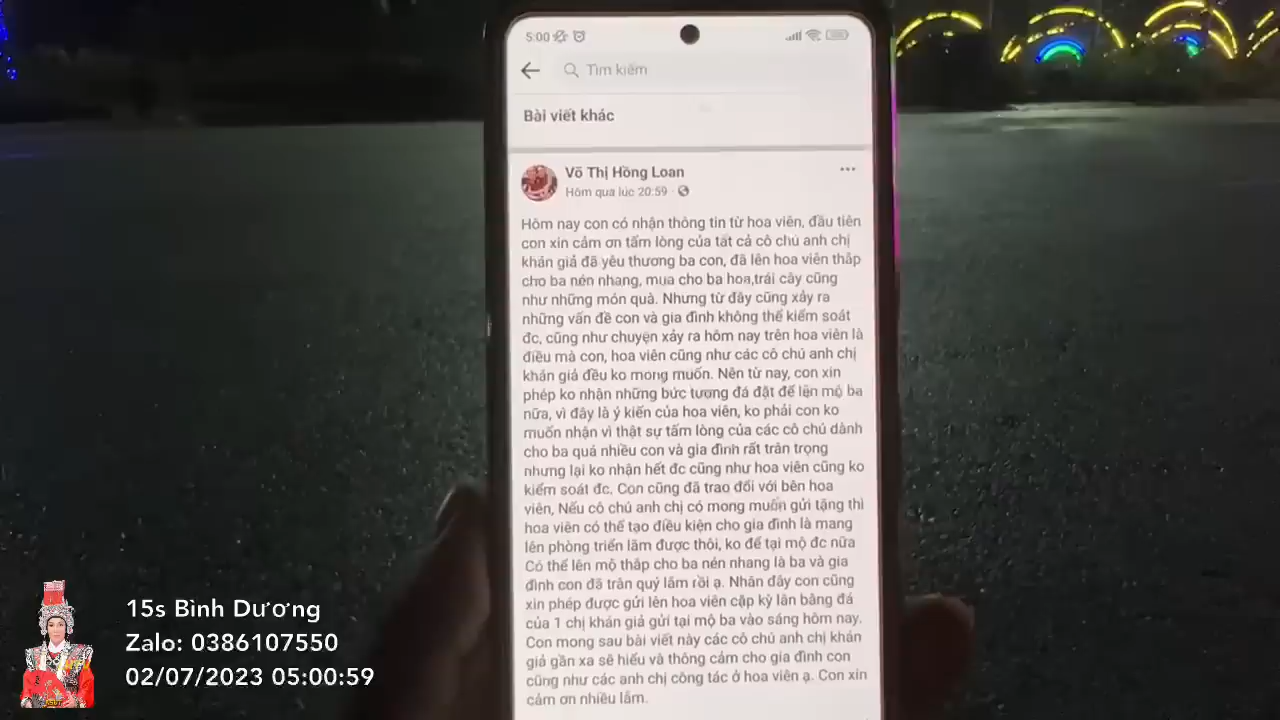 5:00
Tìm kiếm
Bài viết khác
Võ Thị Hồng Loan
Hôm qua lúc 20:59
Hôm nay con có nhận thông tin từ hoa viên, đầu tiên
con xin cảm ơn tấm lòng của tất cả cô chú anh chị
khán giả đã yêu thương ba con, đã lên hoa viên thắp
cho ba nén nhang, mua cho ba hoa,trái cây cũng
như những món quà. Nhưng từ đây cũng xảy ra
những vấn đề con và gia đình không thể kiểm soát
đc, cũng như chuyện xảy ra hôm nay trên hoa viên là
điều mà con, hoa viên cũng như các cô chú anh chị
khán giả đều ko mong muốn. Nên từ nay, con xin
phép ko nhận những bức tượng đá đặt để lện mộ ba
nữa, vì đây là ý kiến của hoa viên, ko phải con ko
muốn nhận vì thật sự tấm lòng của các cô chú dành
cho ba quá nhiều con và gia đình rất trân trọng
nhưng lại ko nhận hết đc cũng như hoa viên cũng ko
kiểm soát đc. Con cũng đã trao đổi với bên hoa
viên, Nếu cô chú anh chị có mong muốn gửi tặng thì
hoa viên có thể tạo điều kiện cho gia đình là mang
lên phòng triển lãm được thôi, ko để tại mộ đc nữa
Có thể lên mộ thắp cho ba nén nhang là ba và gia
đình con đã trân quý lắm rồi ạ. Nhân đây con cũng
xin phép được gửi lên hoa viên cặp kỳ lân bằng đá
của 1 chị khán giả gửi tại mộ ba vào sáng hôm nay.
Con mong sau bài viết này các cô chú anh chị khán
giả gần xa sẽ hiểu và thông cảm cho gia đình con
cũng như các anh chị công tác ở hoa viên ạ. Con xin
cảm ơn nhiều lắm.
15s Bình Dương
Zalo: 0386107550
02/07/2023 05:00:59